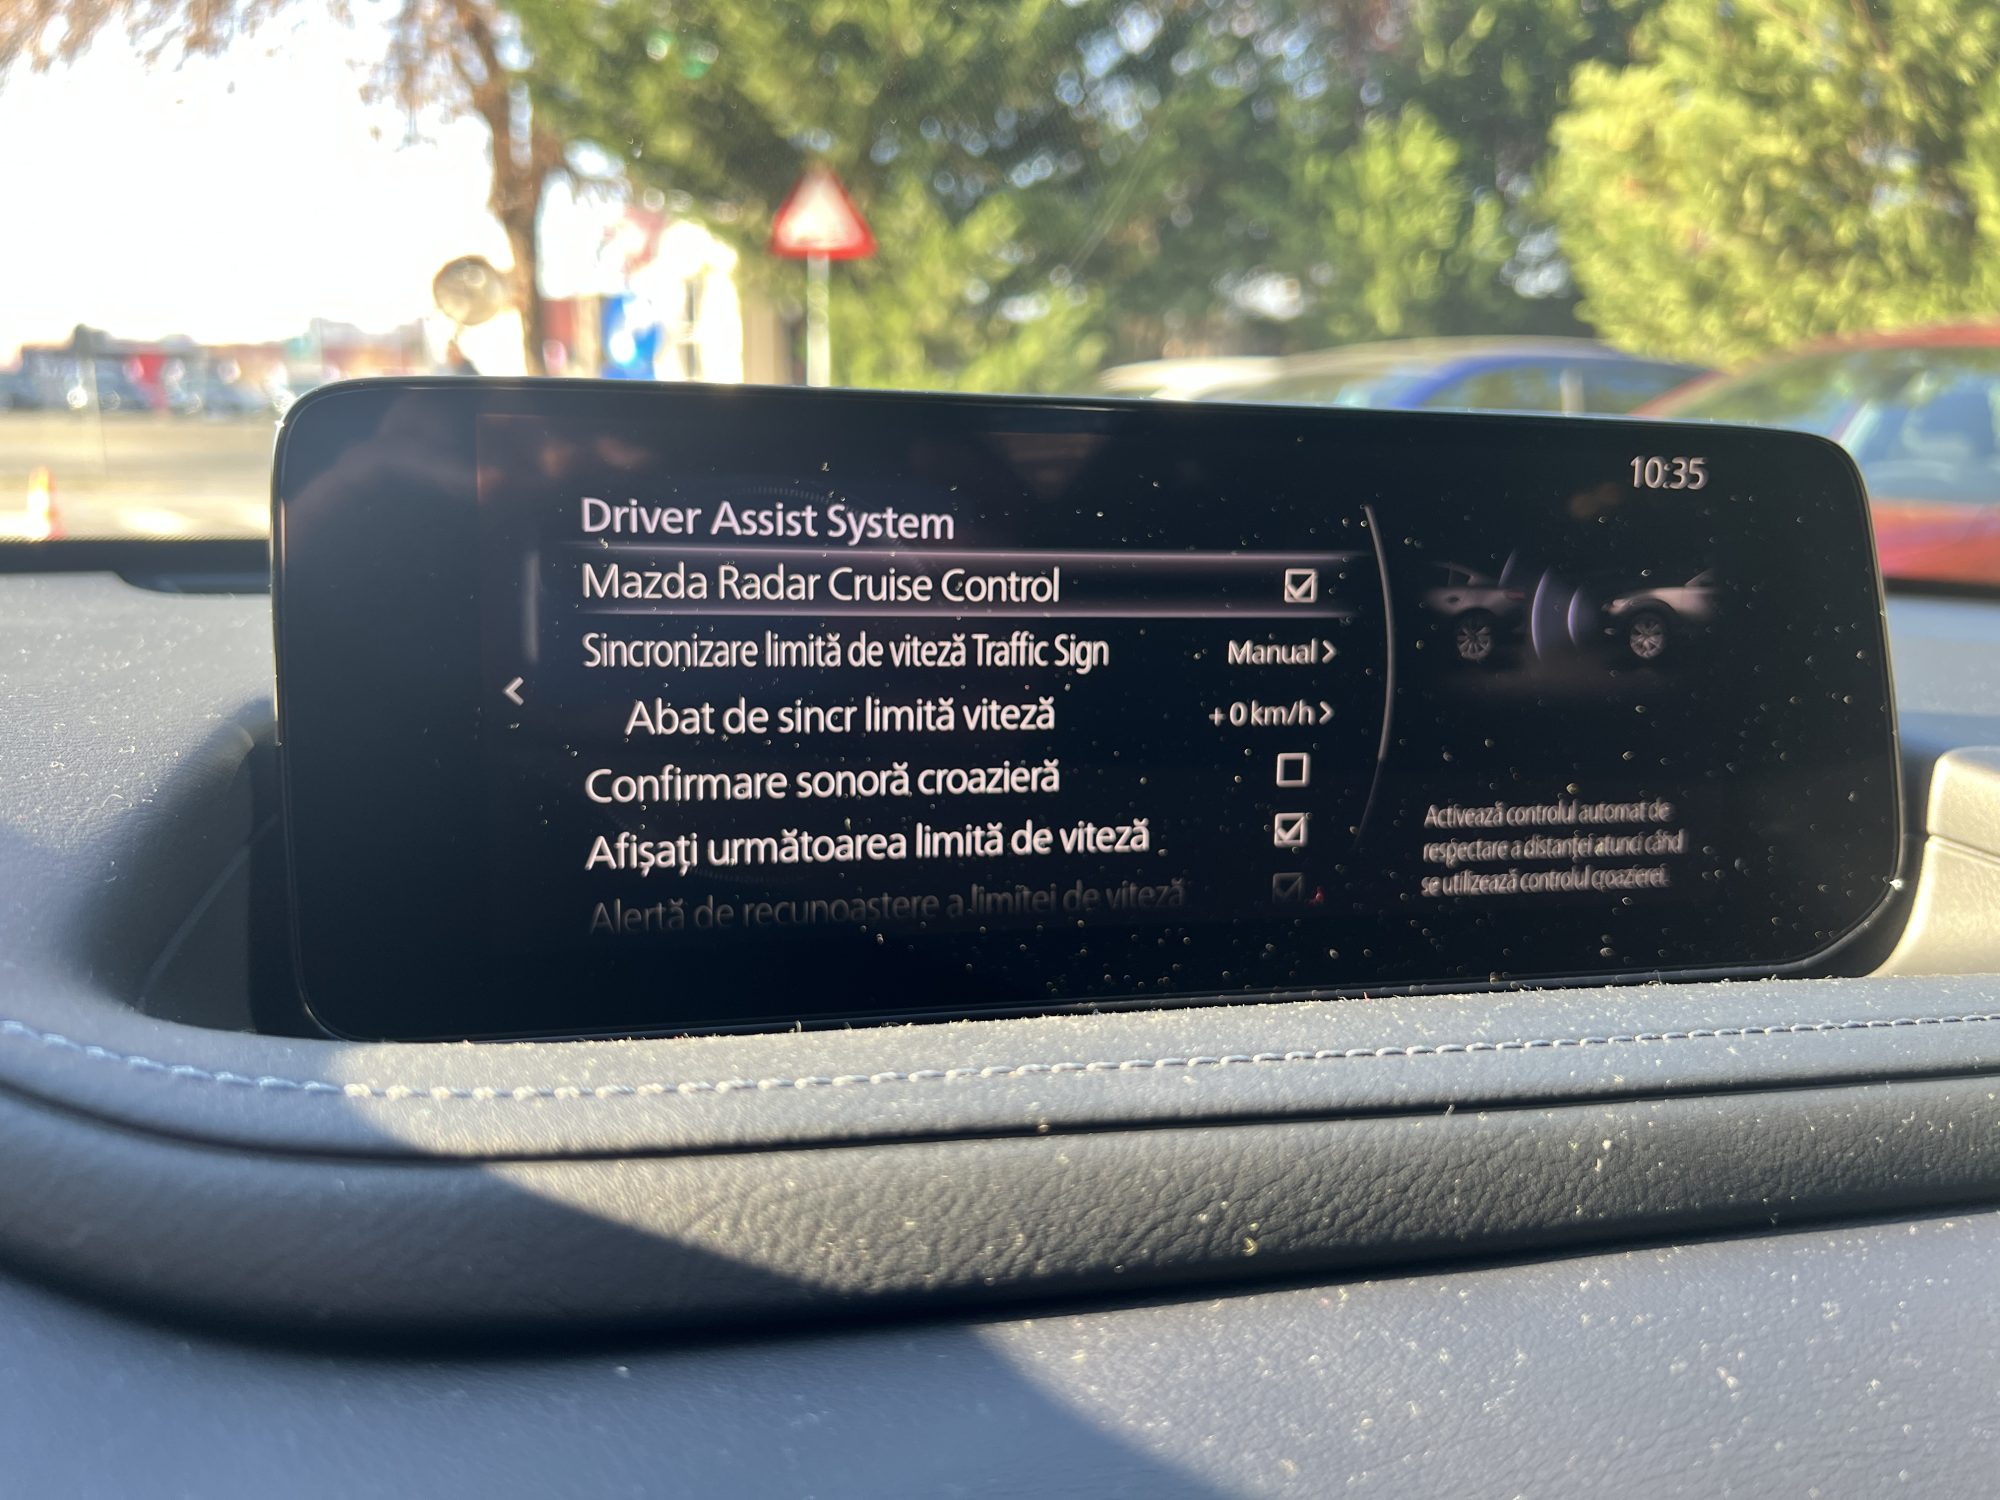 10:35
Driver Assist System
Mazda Radar Cruise Control
Sincronizare limită de viteză Traffic Sign Manual >
Abat de sincr limită viteză +0 km/h >
Confirmare sonoră croazieră
Afișați următoarea limită de viteză
Alertă de recunoaștere a limitei de viteză
Activează controlul automat de
respectare a distanței atunci când
se utilizează controlul croazierei.